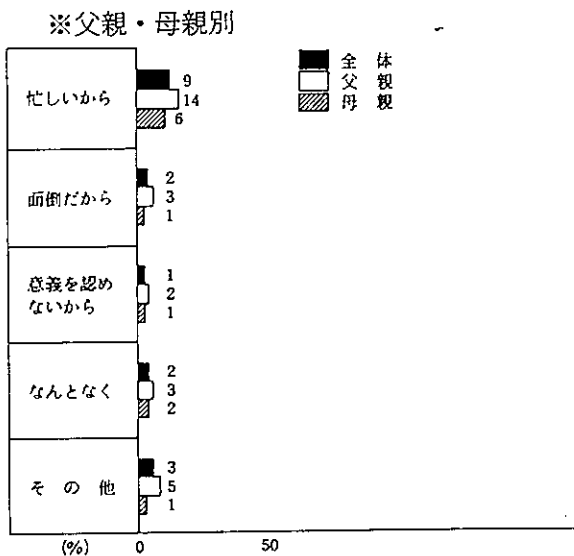 ※父親・母親別
全体
父親
母親
忙しいから
9
14
6
面倒だから
2
3
1
意義を認め
ないから
1
2
1
なんとなく
2
3
2
その他
3
5
1
(%) 0 50